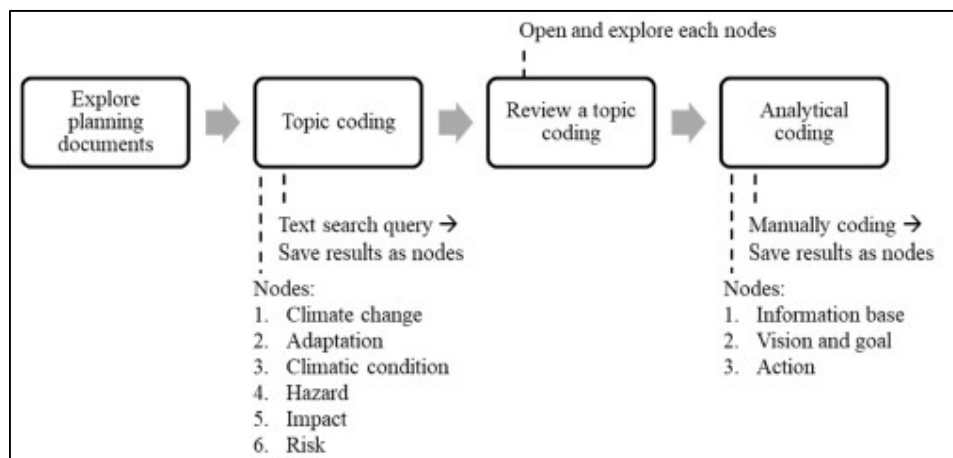 Open and explore each nodes
Explore
planning
documents
Topic coding
Review a topic
coding
Analytical
coding
Text search query →
Save results as nodes
Nodes:
1. Climate change
2. Adaptation
3. Climatic condition
4. Hazard
5. Impact
6. Risk
Manually coding →
Save results as nodes
Nodes:
1. Information base
2. Vision and goal
3. Action